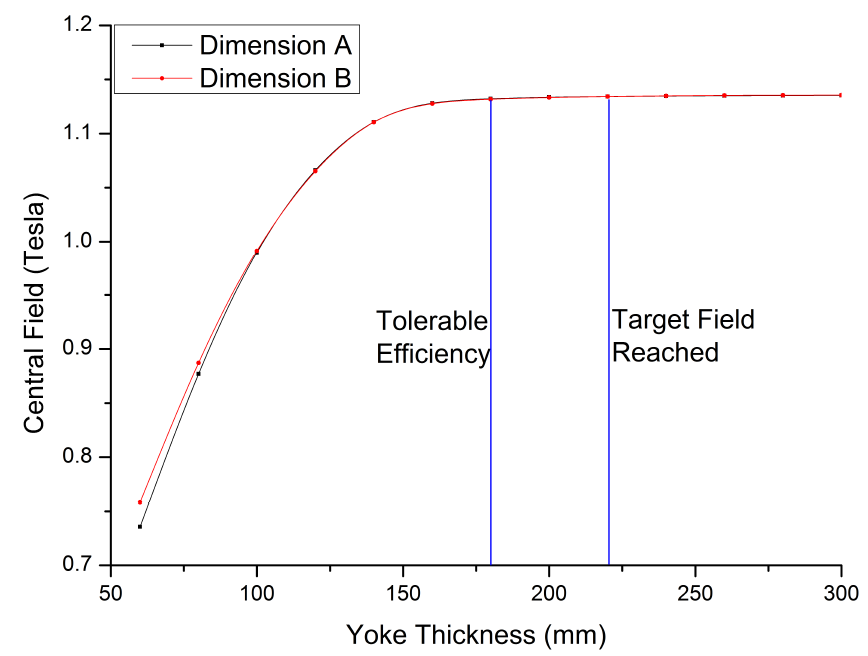 Dimension A
Dimension B
1.2
1.1
1.0
0.9
0.8
0.7
Central Field (Tesla)
Tolerable
Efficiency
Target Field
Reached
50
100
150
200
250
300
Yoke Thickness (mm)